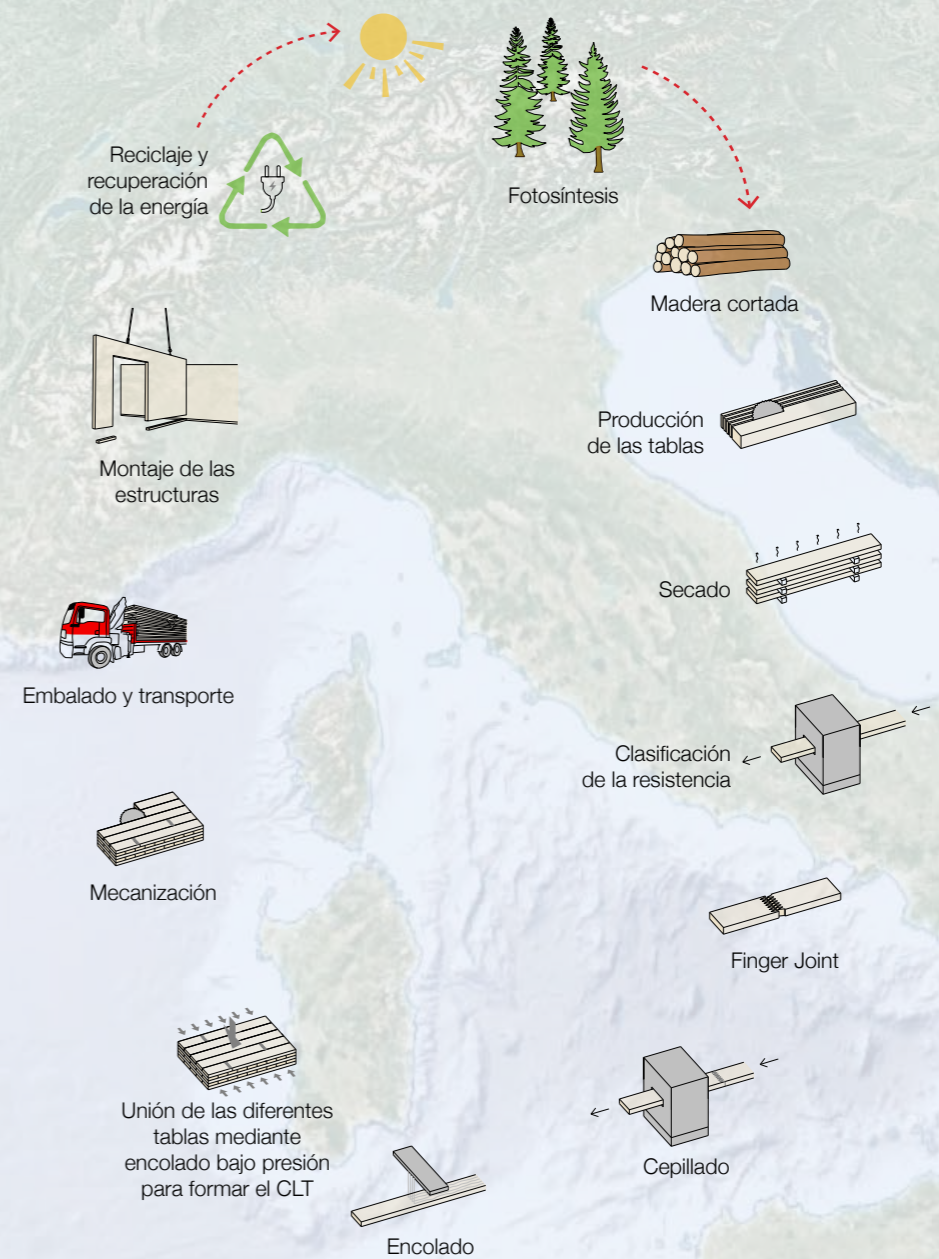 Reciclaje y
recuperación
de la energía
Fotosíntesis
Madera cortada
Producción
de las tablas
Secado
Clasificación
de la resistencia
Finger Joint
Cepillado
Encolado
Unión de las diferentes
tablas mediante
encolado bajo presión
para formar el CLT
Mecanización
Embalado y transporte
Montaje de las
estructuras